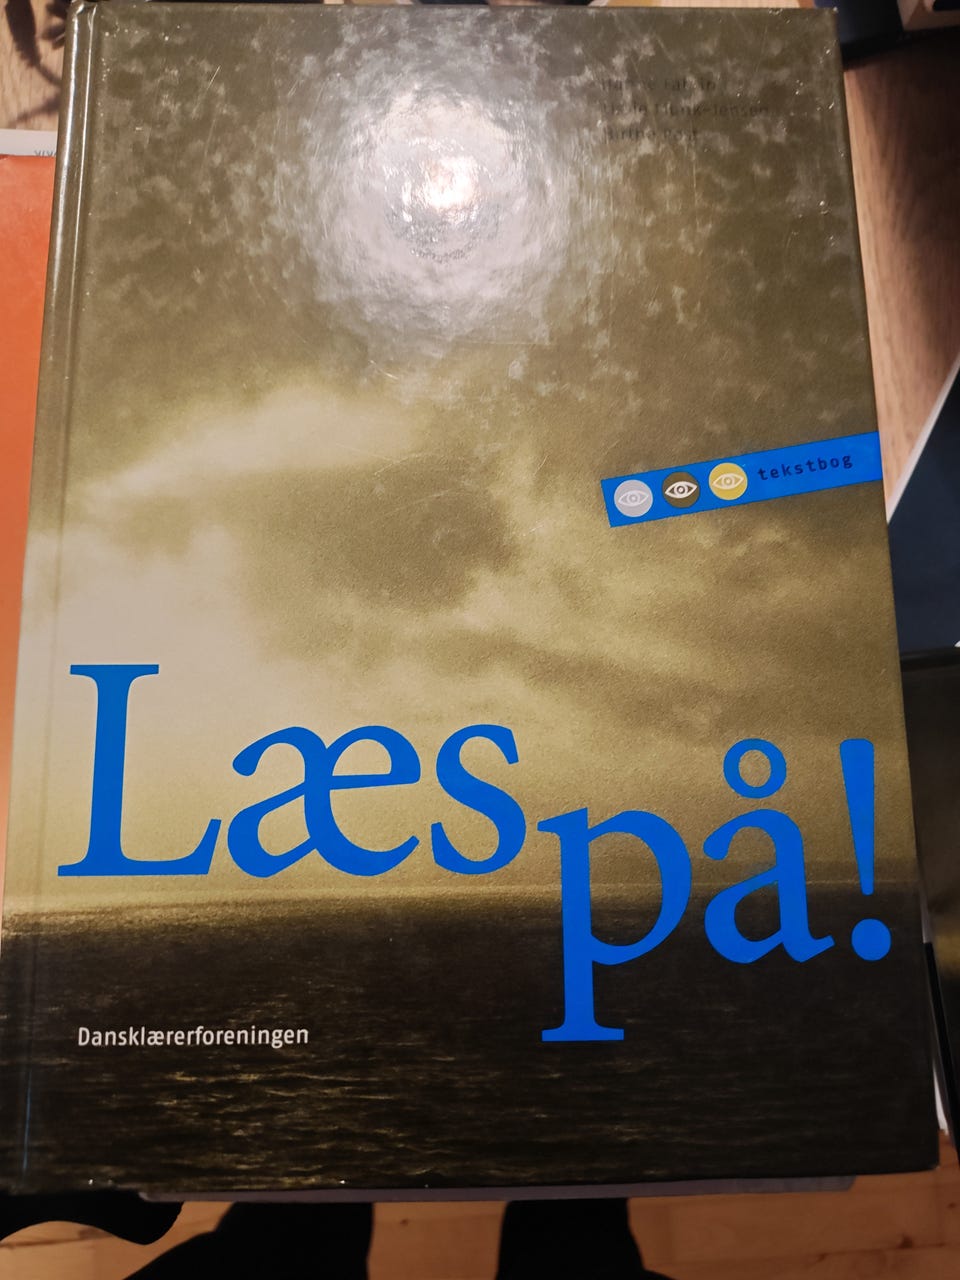 tekstbog
Læs
på!
Dansklærerforeningen